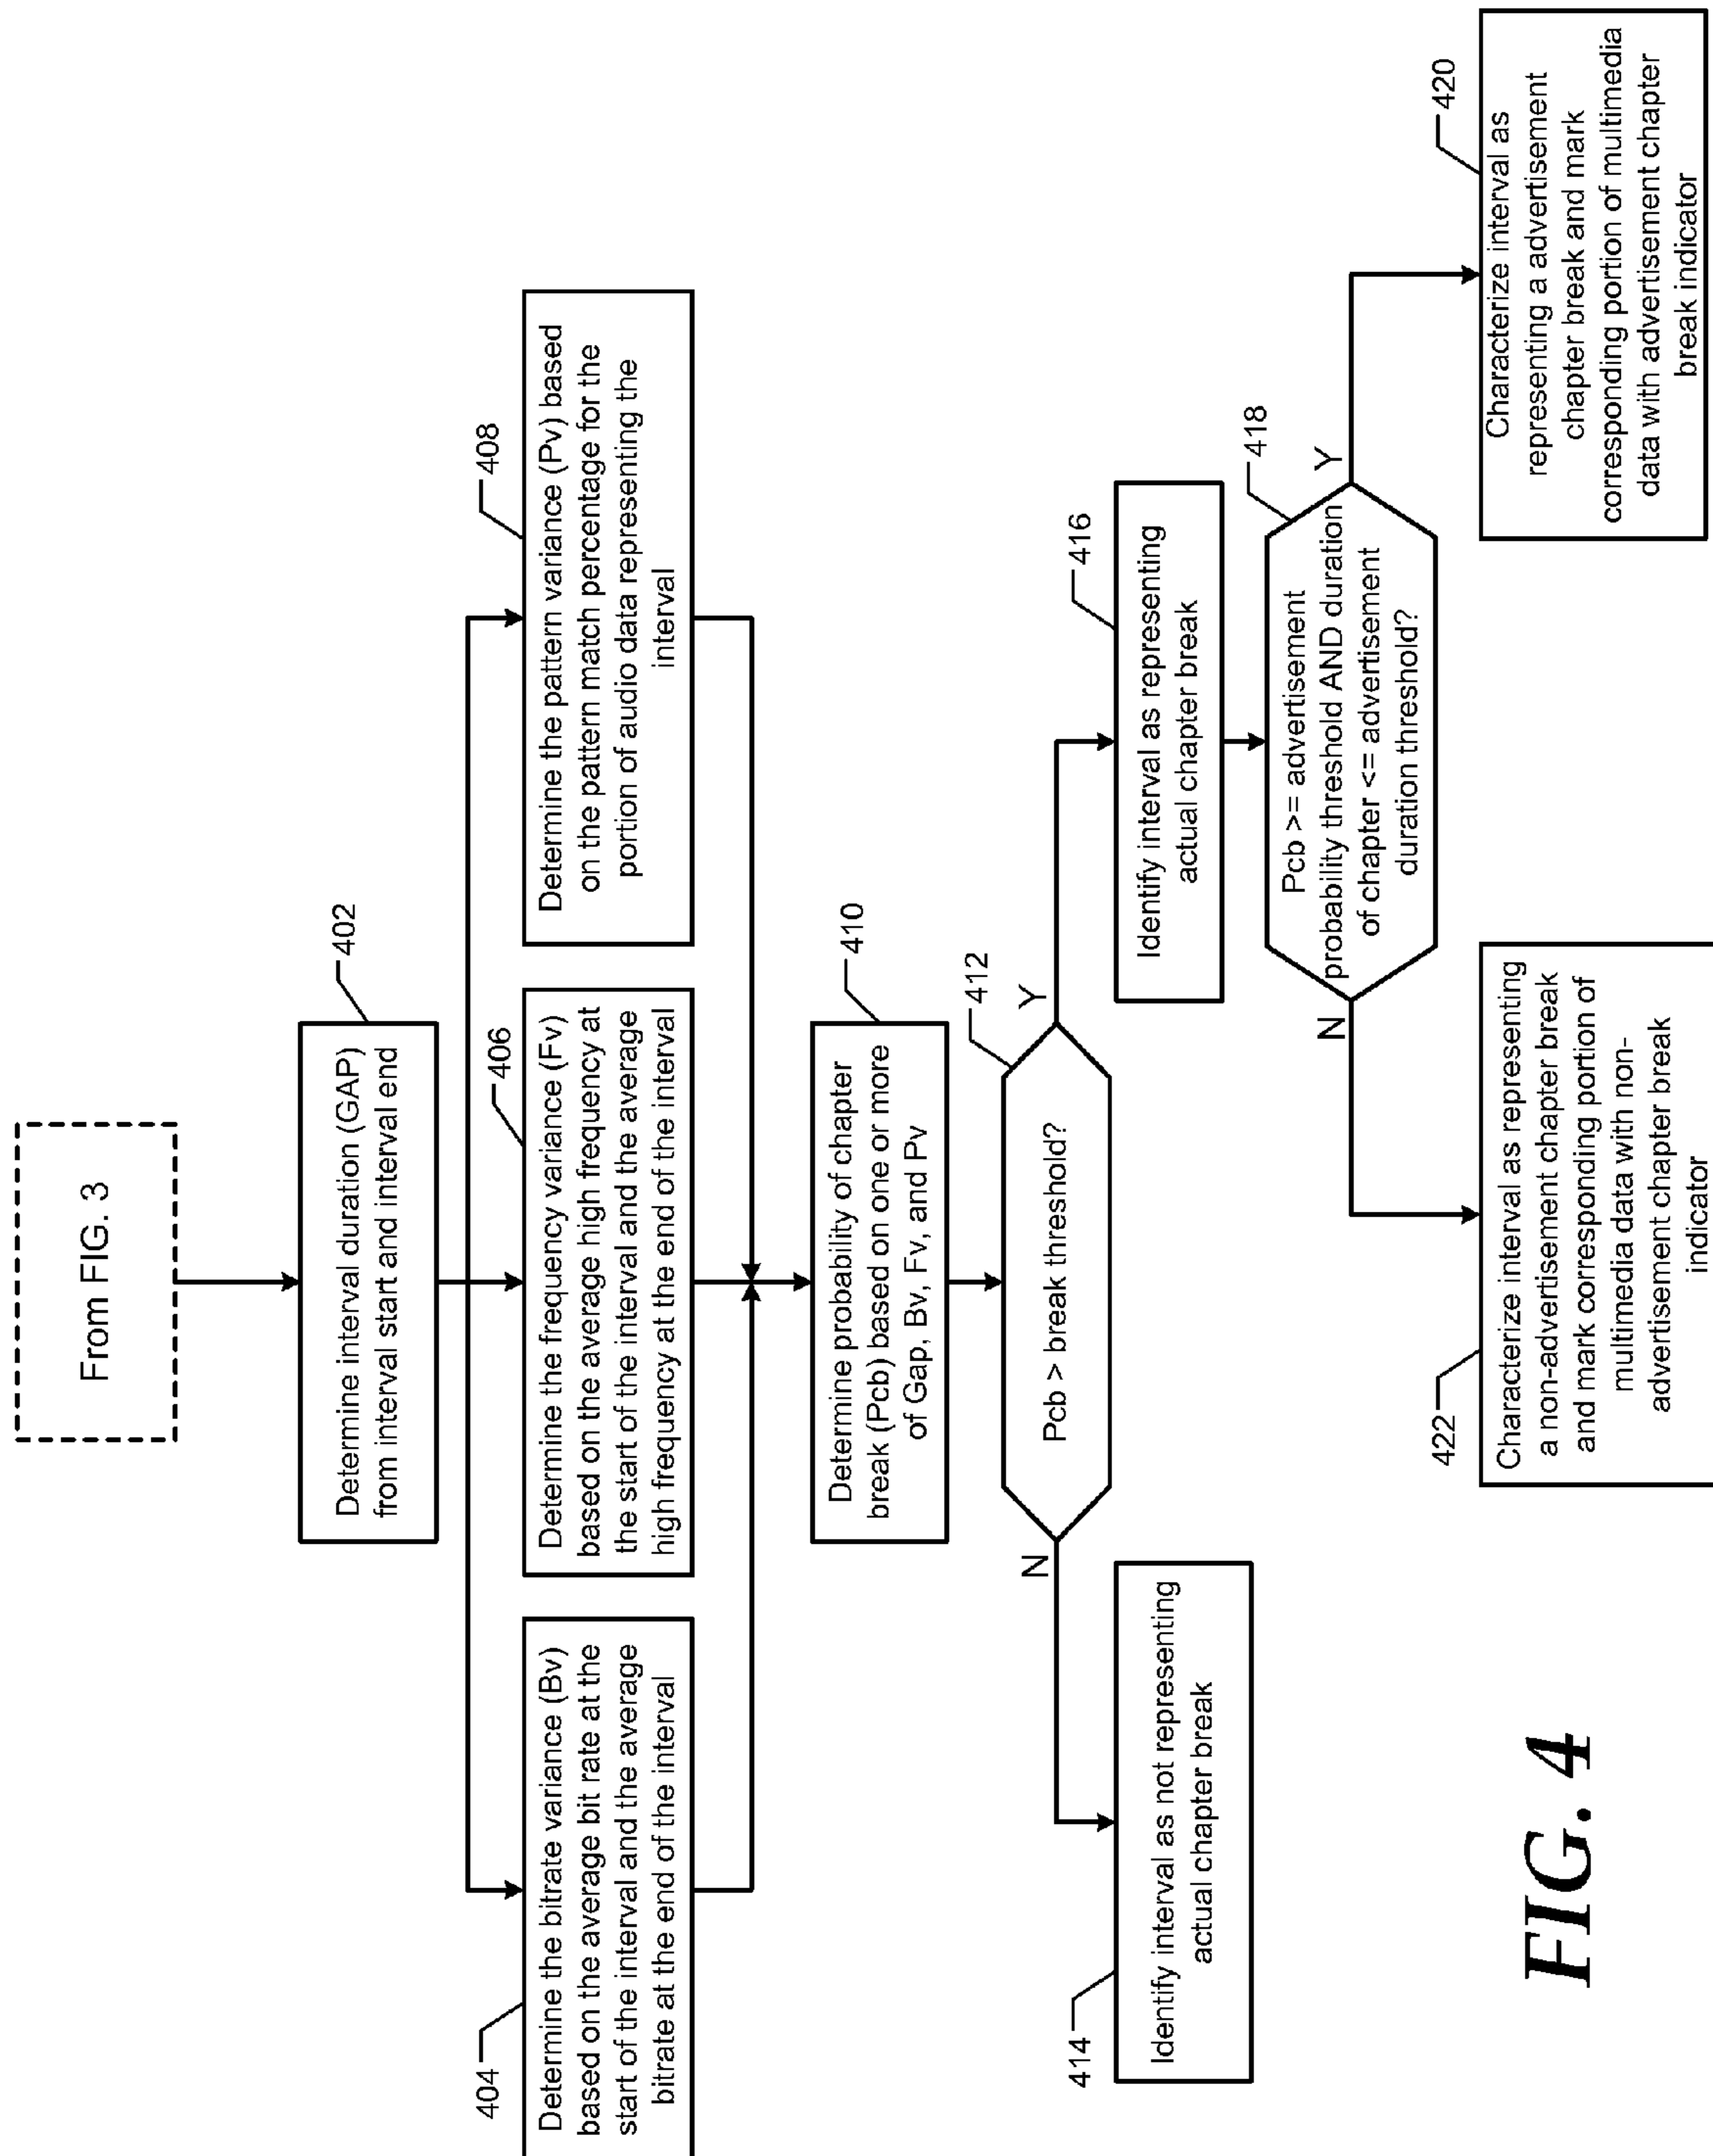 From FIG. 3
402
Determine interval duration (GAP)
from interval start and interval end
404
Determine the bitrate variance (Bv)
based on the average bit rate at the
start of the interval and the average
bitrate at the end of the interval
406
Determine the frequency variance (Fv)
based on the average high frequency at
the start of the interval and the average
high frequency at the end of the interval
408
Determine the pattern variance (Pv) based
on the pattern match percentage for the
portion of audio data representing the
interval
410
Determine probability of chapter
break (Pcb) based on one or more
of Gap, Bv, Fv, and Pv
412
Pcb > break threshold?
N
Y
414
Identify interval as not representing
actual chapter break
416
Identify interval as representing
actual chapter break
418
Pcb >= advertisement
probability threshold AND duration
of chapter <= advertisement
duration threshold?
N
Y
422
Characterize interval as representing
a non-advertisement chapter break
and mark corresponding portion of
multimedia data with non-
advertisement chapter break
indicator
420
Characterize interval as
representing a advertisement
chapter break and mark
corresponding portion of multimedia
data with advertisement chapter
break indicator
FIG. 4